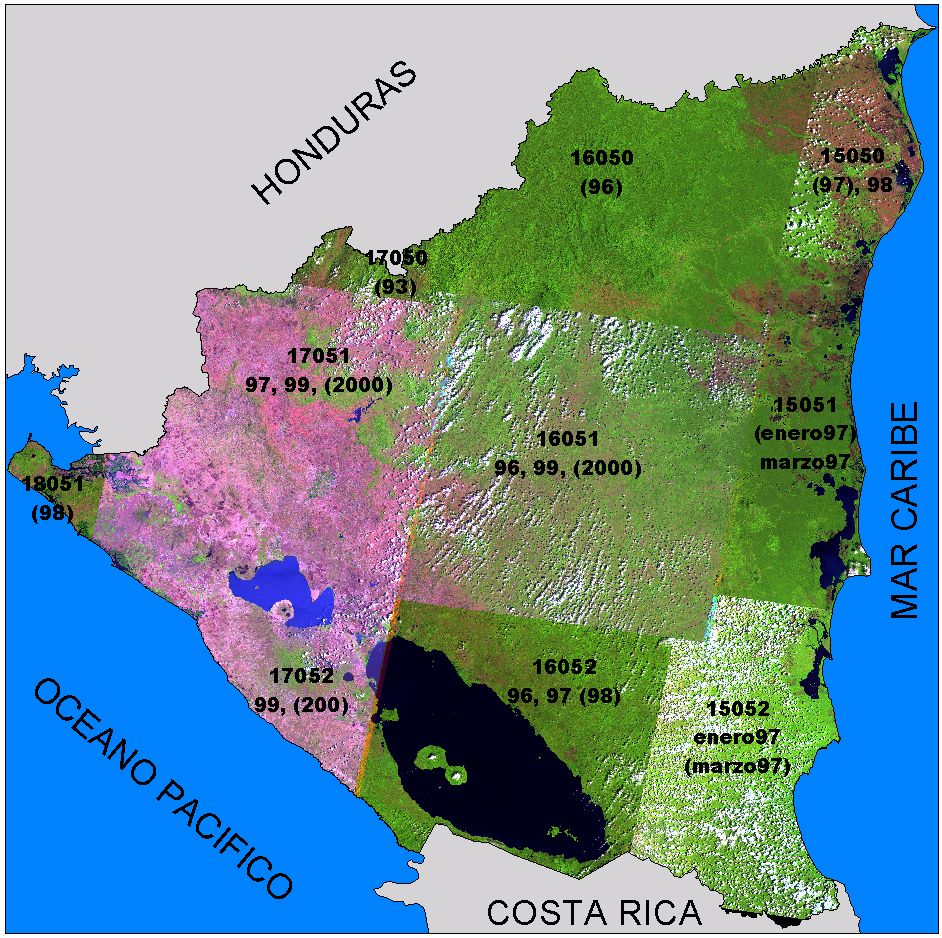 HONDURAS
16050
(96)
15050
(97), 98
17050
(93)
17051
97, 99, (2000)
16051
96, 99, (2000)
15051
(enero97)
marzo97
MAR CARIBE
18051
(98)
17052
99, (200)
16052
96, 97 (98)
15052
enero97
(marzo97)
OCEANO PACIFICO
COSTA RICA